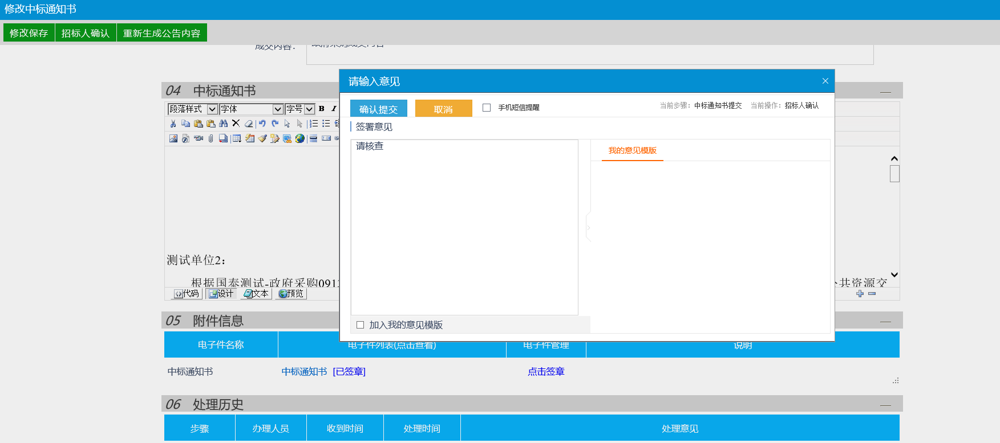 修改中标通知书
修改保存 招标人确认 重新生成公告内容
成交内容：
请输入意见
确认提交 取消 手机短信提醒 当前步骤：中标通知书提交 当前操作：招标人确认
签署意见
请核查
我的意见模版
加入我的意见模版
04 中标通知书
段落样式 字体 字号 B I
测试单位2：
根据国泰测试-政府采购091
共资源交
代码 设计 文本 预览
05 附件信息
电子件名称 电子件列表(点击查看) 电子件管理 说明
中标通知书 中标通知书 [已签章] 点击签章
06 处理历史
步骤 办理人员 收到时间 处理时间 处理意见